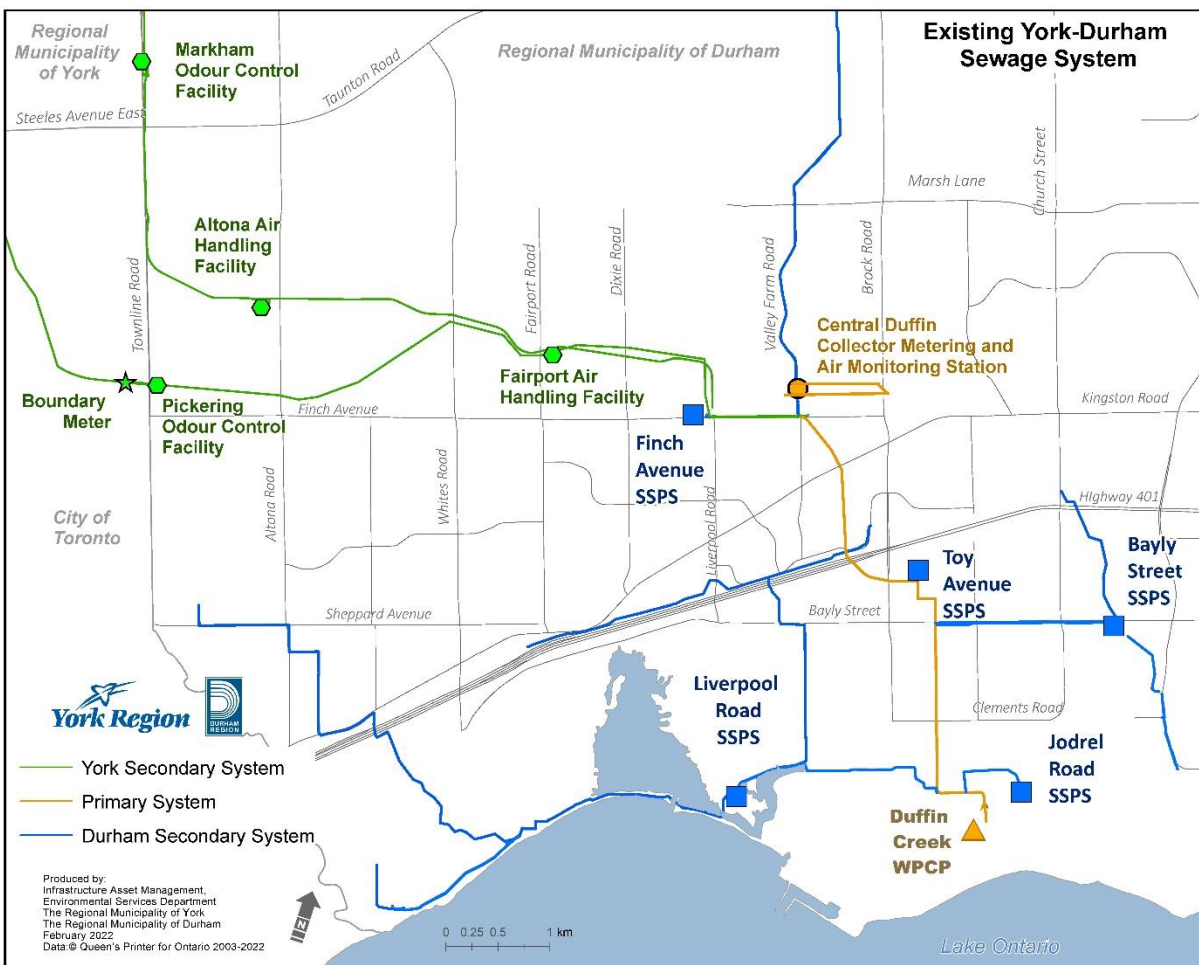 Existing York-Durham
Sewage System
Regional
Municipality
of York
Markham
Odour Control
Facility
Regional Municipality of Durham
Taunton Road
Steeles Avenue East
Church Street
Marsh Lane
Altona Air
Handling
Facility
Townline Road
Fairport Road
Dixie Road
Valley Farm Road
Brock Road
Central Duffin
Collector Metering and
Air Monitoring Station
Boundary
Meter
Pickering
Odour Control
Facility
Finch Avenue
Fairport Air
Handling Facility
Kingston Road
Finch
Avenue
SSPS
City of
Toronto
Altona Road
Whites Road
Liverpool Road
HIghway 401
Toy
Avenue
SSPS
Bayly
Street
SSPS
Sheppard Avenue
Bayly Street
Liverpool
Road
SSPS
Clements Road
Jodrel
Road
SSPS
Duffin
Creek
WPCP
York Region
DURHAM
REGION
York Secondary System
Primary System
Durham Secondary System
Produced by:
Infrastructure Asset Management,
Environmental Services Department
The Regional Municipality of York
The Regional Municipality of Durham
February 2022
Data:© Queen's Printer for Ontario 2003-2022
N
0 0.25 0.5 1 km
Lake Ontario